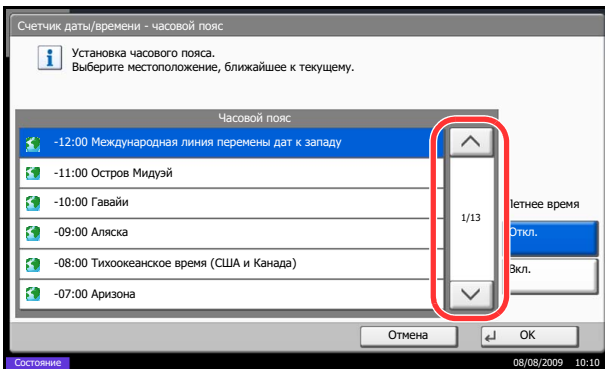 Счетчик даты/времени - часовой пояс
Установка часового пояса.
Выберите местоположение, ближайшее к текущему.
Часовой пояс
-12:00 Международная линия перемены дат к западу
-11:00 Остров Мидуэй
-10:00 Гавайи
-09:00 Аляска
-08:00 Тихоокеанское время (США и Канада)
-07:00 Аризона
1/13
Летнее время
Откл.
Вкл.
Отмена
OK
Состояние
08/08/2009 10:10